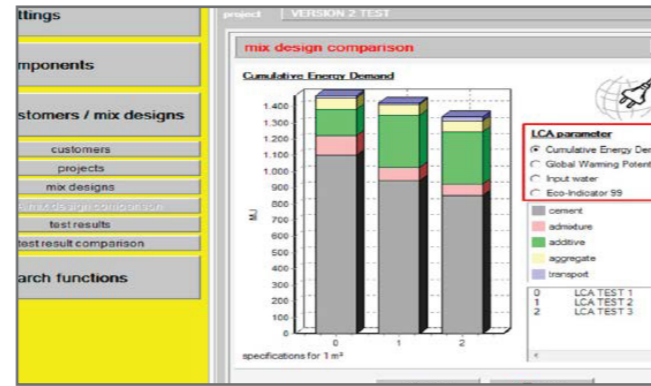 ttings
mponents
stomers / mix designs
customers
projects
mix designs
mix design comparison
test results
test result comparison
arch functions
project
VERSION 2 TEST
mix design comparison
Cumulative Energy Demand
1.400
1.300
1.200
1.100
1.000
900
800
700
600
500
400
300
200
100
0
MJ
0
1
2
specifications for 1 m³
LCA parameter
Cumulative Energy Der
Global Warming Potent
Input water
Eco-Indicator 99
cement
admixture
additive
aggregate
transport
0 LCA TEST 1
1 LCA TEST 2
2 LCA TEST 3